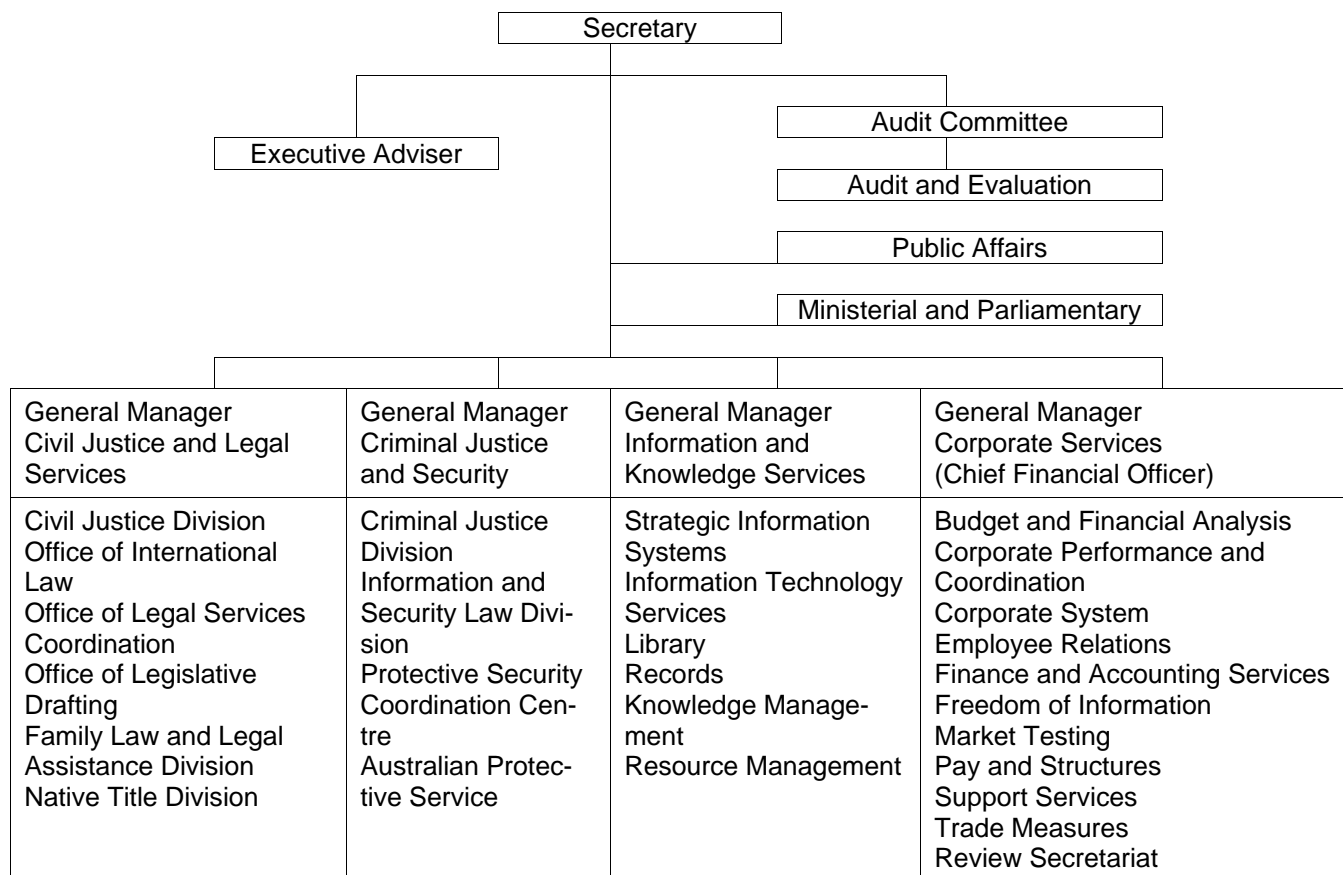 Secretary
Audit Committee
Executive Adviser
Audit and Evaluation
Public Affairs
Ministerial and Parliamentary
General Manager
Civil Justice and Legal
Services
General Manager
Criminal Justice
and Security
General Manager
Information and
Knowledge Services
General Manager
Corporate Services
(Chief Financial Officer)
Civil Justice Division
Office of International
Law
Office of Legal Services
Coordination
Office of Legislative
Drafting
Family Law and Legal
Assistance Division
Native Title Division
Criminal Justice
Division
Information and
Security Law Divi-
sion
Protective Security
Coordination Cen-
tre
Australian Protec-
tive Service
Strategic Information
Systems
Information Technology
Services
Library
Records
Knowledge Manage-
ment
Resource Management
Budget and Financial Analysis
Corporate Performance and
Coordination
Corporate System
Employee Relations
Finance and Accounting Services
Freedom of Information
Market Testing
Pay and Structures
Support Services
Trade Measures
Review Secretariat